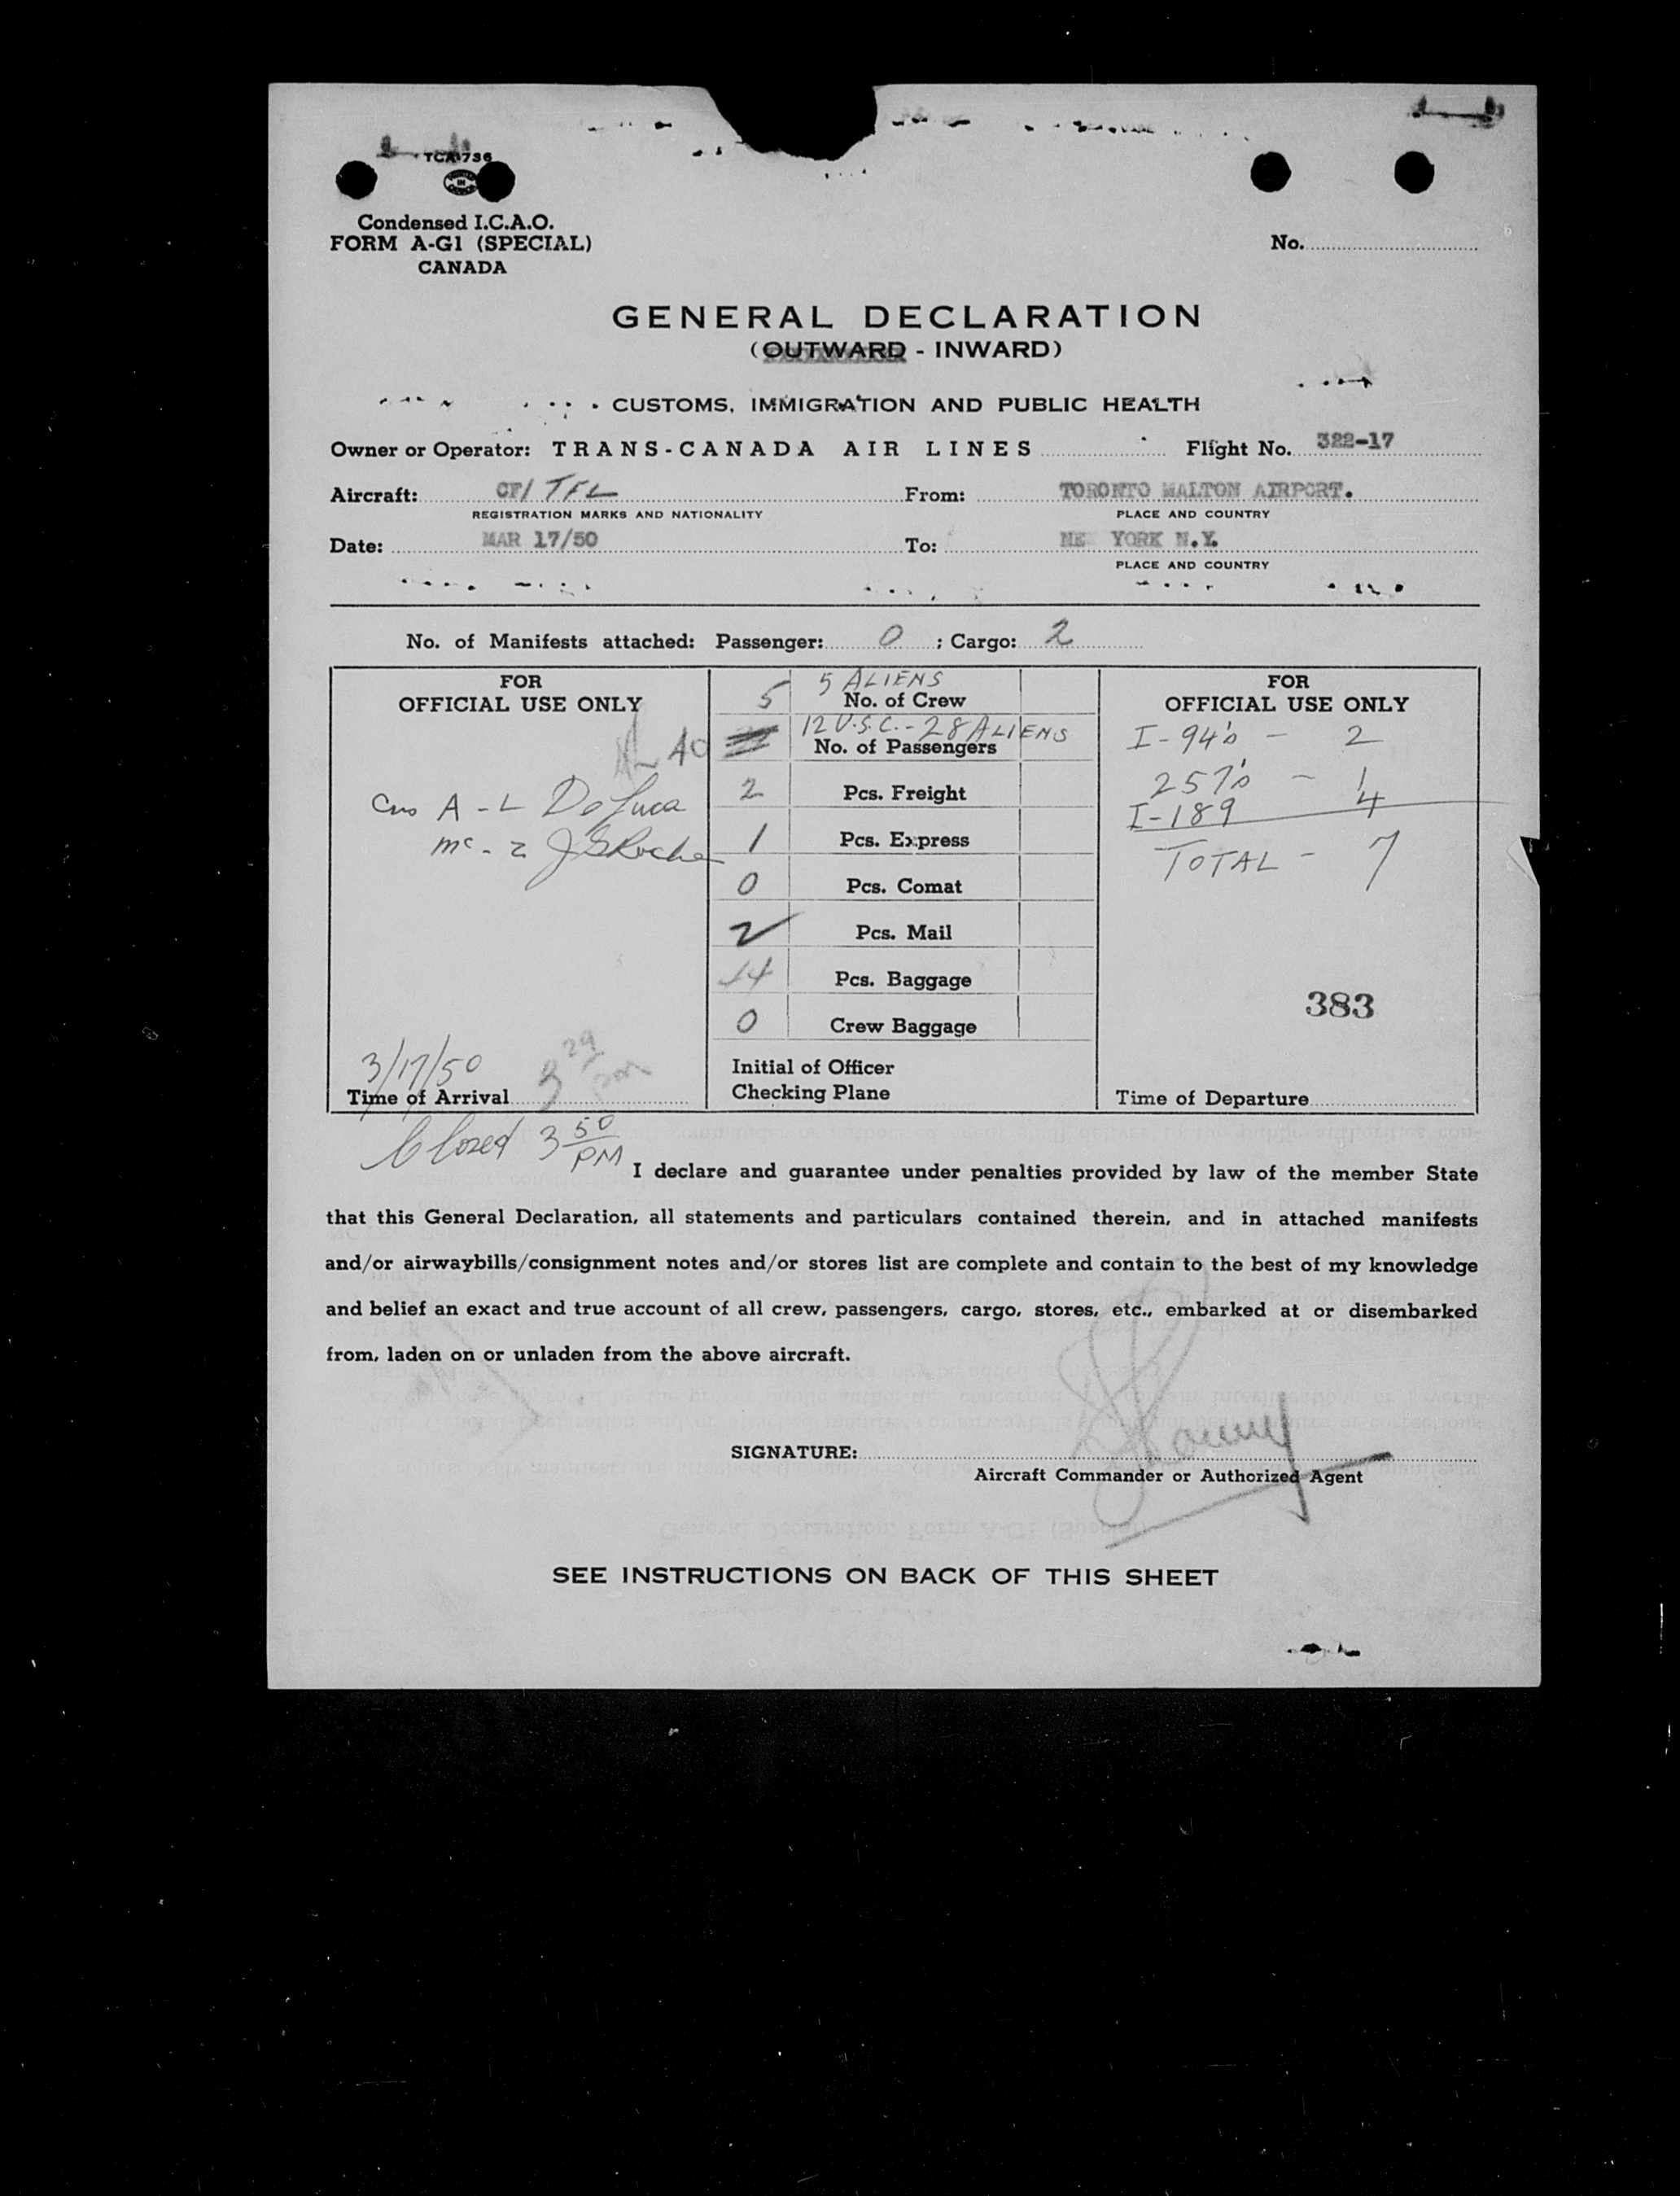 TCA 736
Condensed I.C.A.O.
FORM A-G1 (SPECIAL)
CANADA
No.
GENERAL DECLARATION
(OUTWARD - INWARD)
CUSTOMS, IMMIGRATION AND PUBLIC HEALTH
Owner or Operator: TRANS-CANADA AIR LINES Flight No. 322-17
Aircraft: CF/ TFL From: TORONTO MALTON AIRPORT.
REGISTRATION MARKS AND NATIONALITY PLACE AND COUNTRY
Date: MAR 17/50 To: NE YORK N.Y.
PLACE AND COUNTRY
No. of Manifests attached: Passenger: 0 ; Cargo: 2
FOR
OFFICIAL USE ONLY
40
A - L DeLuca
3/17/50
3 29 pm
Time of Arrival
Closed 3 50 PM
5 5 ALIENS
No. of Crew
12 U.S.C. - 28 ALIENS
No. of Passengers
2 Pcs. Freight
1 Pcs. Express
0 Pcs. Comat
2 Pcs. Mail
14 Pcs. Baggage
0 Crew Baggage
Initial of Officer
Checking Plane
FOR
OFFICIAL USE ONLY
I-94's - 2
257's - 1
I-189 4
TOTAL - 7
383
Time of Departure
I declare and guarantee under penalties provided by law of the member State
that this General Declaration, all statements and particulars contained therein, and in attached manifests
and/or airwaybills/consignment notes and/or stores list are complete and contain to the best of my knowledge
and belief an exact and true account of all crew, passengers, cargo, stores, etc., embarked at or disembarked
from, laden on or unladen from the above aircraft.
SIGNATURE:
Aircraft Commander or Authorized Agent
SEE INSTRUCTIONS ON BACK OF THIS SHEET